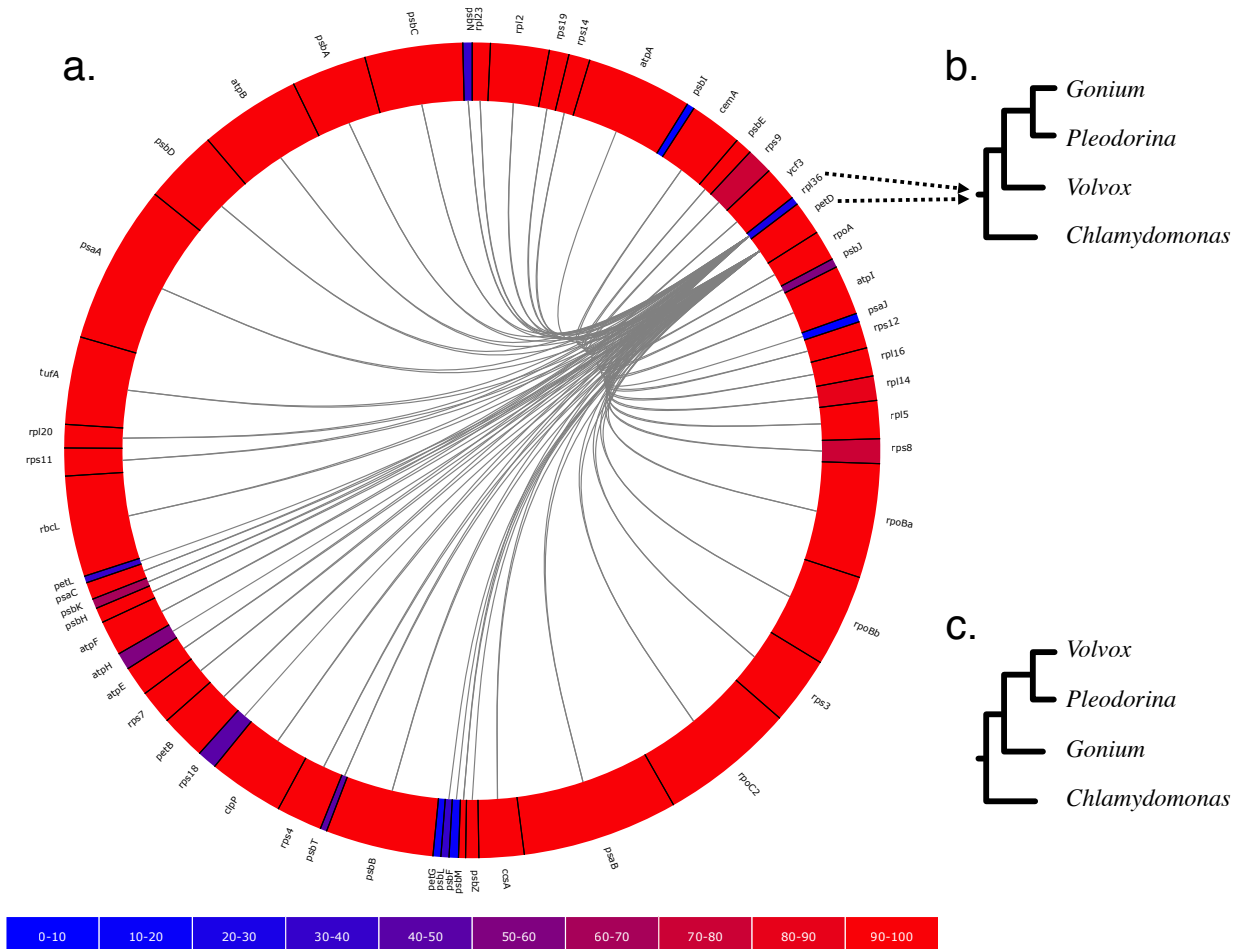 a.
psbN
rpl23
rpl2
rps19
rps14
atpA
psbI
cemA
psbE
rps9
ycf3
rpl36
petD
rpoA
psbJ
atpI
psaJ
rps12
rpl16
rpl14
rpl5
rps8
rpoBa
rpoBb
rps3
rpoC2
psaB
ccsA
psbZ
psbM
psbF
psbL
petG
psbB
psbT
rps4
clpP
rps18
petB
rps7
atpE
atpH
atpF
psbH
psbK
psaC
petL
rbcL
rps11
rpl20
tufA
psaA
psbD
atpB
psbA
psbC
b.
Gonium
Pleodorina
Volvox
Chlamydomonas
c.
Volvox
Pleodorina
Gonium
Chlamydomonas
0-10 10-20 20-30 30-40 40-50 50-60 60-70 70-80 80-90 90-100